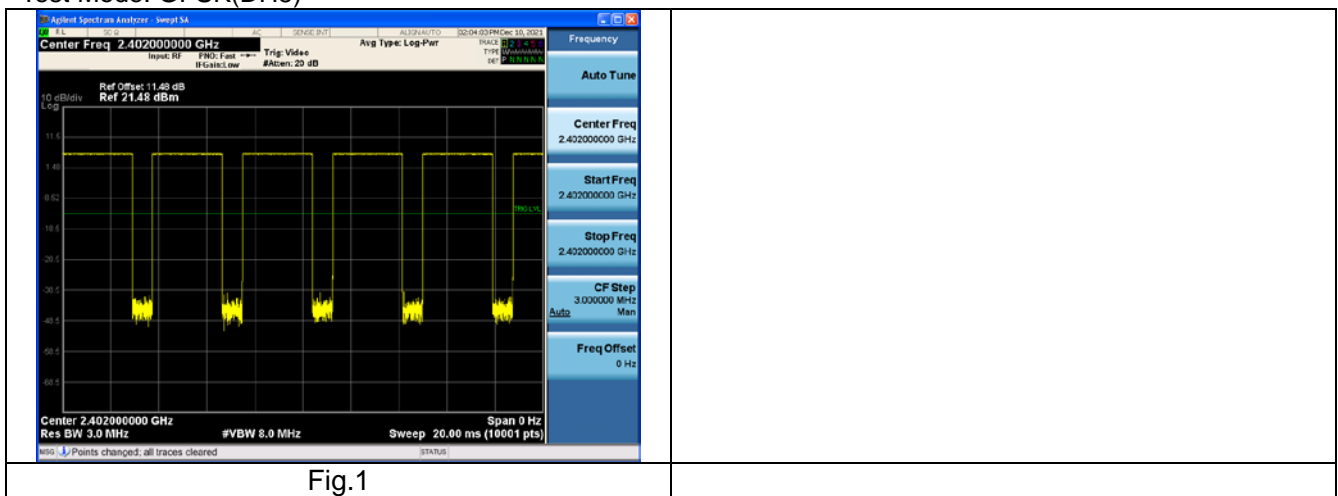 Agilent Spectrum Analyzer - Swept SA
RL 50 Ω AC SENSE:INT ALIGNAUTO 02:04:03 PM Dec 10, 2021
Center Freq 2.402000000 GHz
Input: RF PNO: Fast IFGain:Low
Trig: Video
#Atten: 20 dB
Avg Type: Log-Pwr
TRACE 1 2 3 4 5 6
TYPE
DET P N N N N N
Ref Offset 11.48 dB
10 dB/div Ref 21.48 dBm
Log
11.5
1.48
-8.52
TRIG LVL
-18.5
-28.5
-38.5
-48.5
-58.5
-68.5
Center 2.402000000 GHz Span 0 Hz
Res BW 3.0 MHz #VBW 8.0 MHz Sweep 20.00 ms (10001 pts)
MSG Points changed; all traces cleared STATUS
Frequency
Auto Tune
Center Freq
2.402000000 GHz
Start Freq
2.402000000 GHz
Stop Freq
2.402000000 GHz
CF Step
3.000000 MHz
Auto Man
Freq Offset
0 Hz
Fig.1